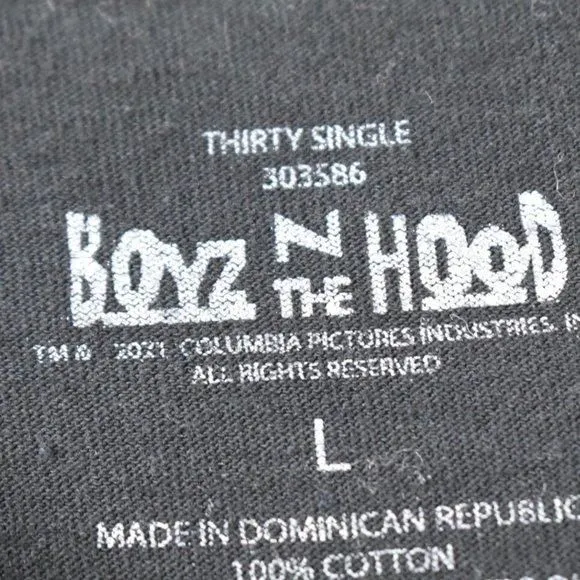 THIRTY SINGLE
303586
BOYZ N THE HOOD
TM & 2021 COLUMBIA PICTURES INDUSTRIES, IN
ALL RIGHTS RESERVED
L
MADE IN DOMINICAN REPUBLIC
100% COTTON